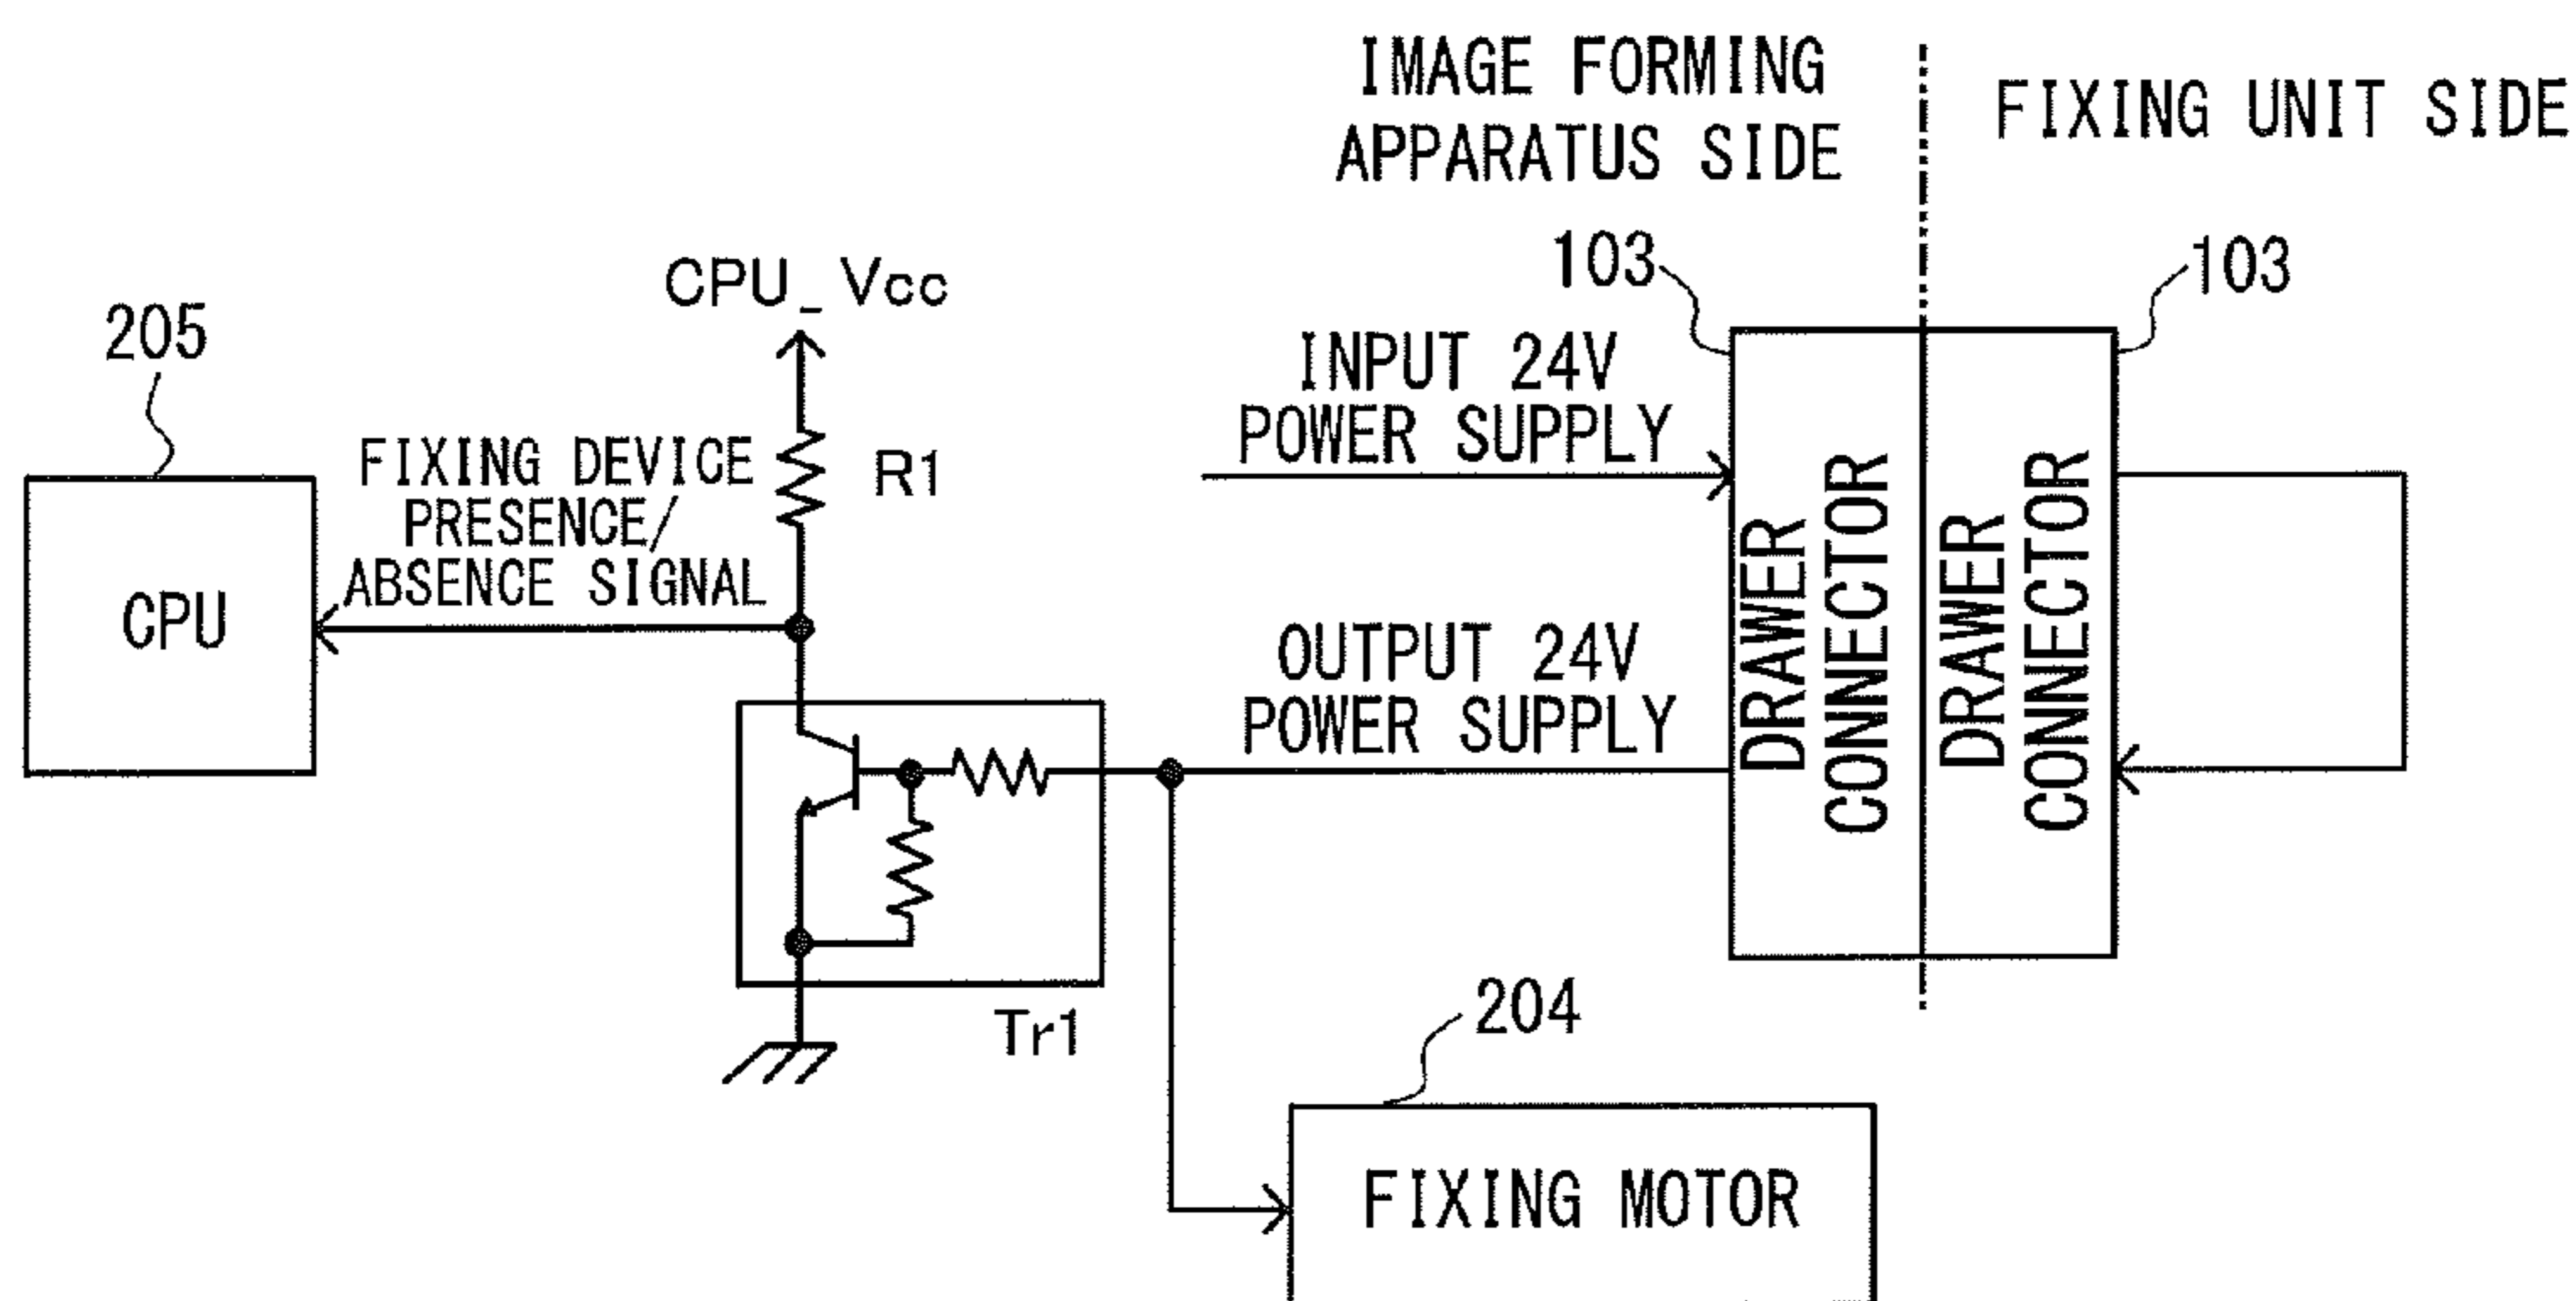 IMAGE FORMING
APPARATUS SIDE
FIXING UNIT SIDE
103
103
CPU_Vcc
205
INPUT 24V
POWER SUPPLY
FIXING DEVICE
PRESENCE/
ABSENCE SIGNAL
R1
CPU
DRAWER
CONNECTOR
DRAWER
CONNECTOR
OUTPUT 24V
POWER SUPPLY
Tr1
204
FIXING MOTOR